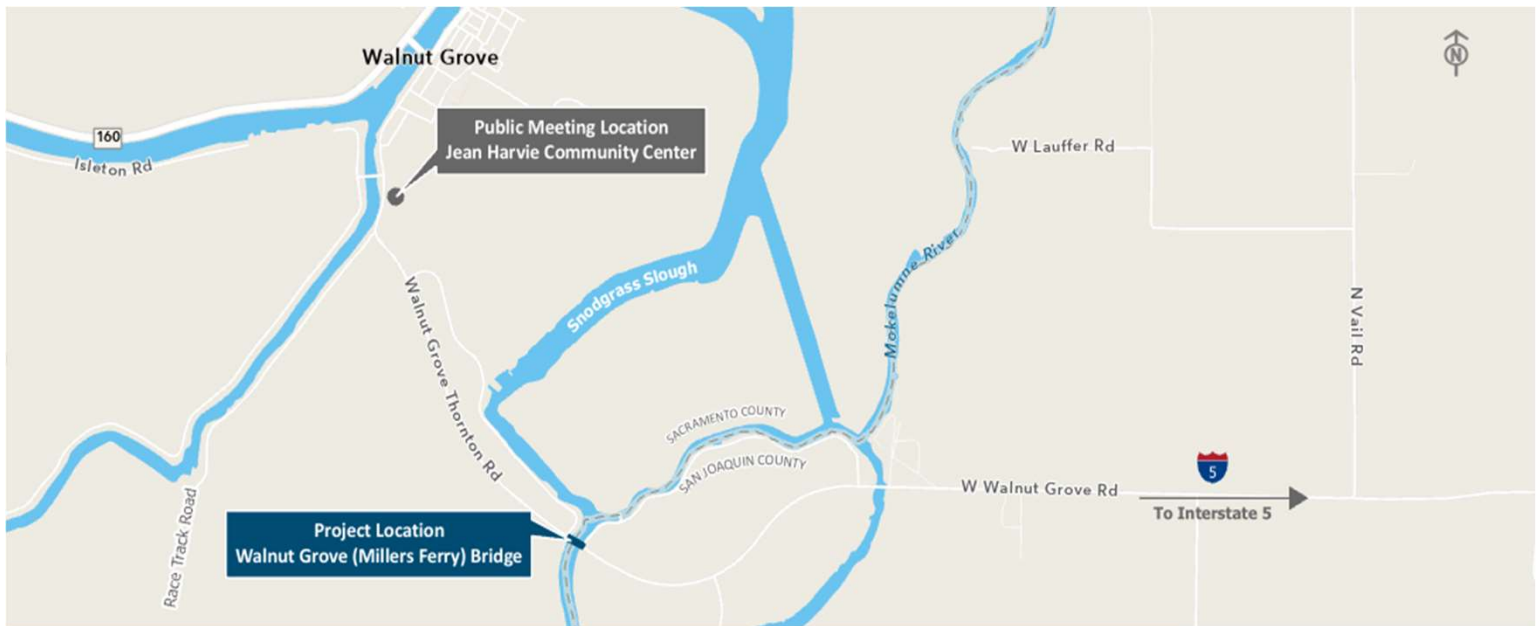 Walnut Grove
N
160
Isleton Rd
Public Meeting Location
Jean Harvie Community Center
W Lauffer Rd
Mokelumne River
Snodgrass Slough
Walnut Grove Thornton Rd
N Vail Rd
SACRAMENTO COUNTY
SAN JOAQUIN COUNTY
5
W Walnut Grove Rd
To Interstate 5
Race Track Road
Project Location
Walnut Grove (Millers Ferry) Bridge